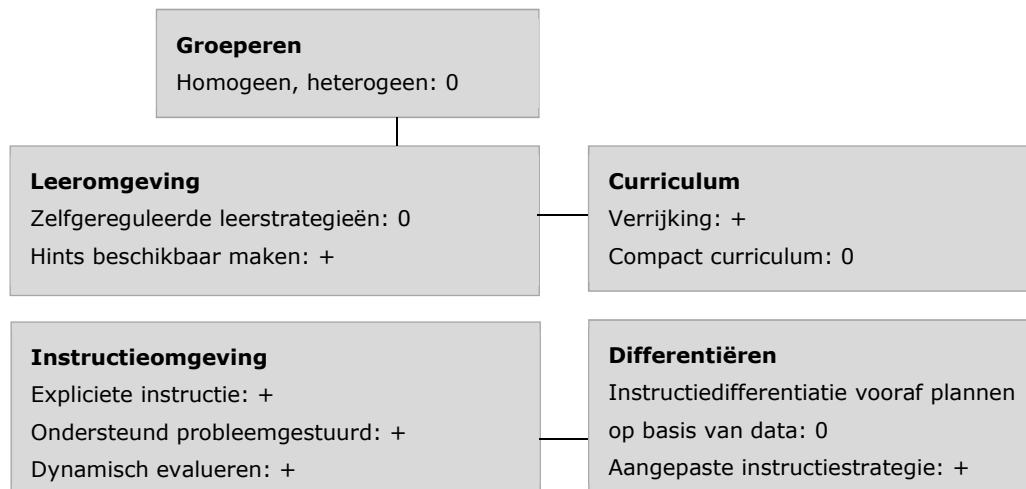 Groeperen
Homogeen, heterogeen: 0
Leeromgeving
Zelfgereguleerde leerstrategieën: 0
Hints beschikbaar maken: +
Curriculum
Verrijking: +
Compact curriculum: 0
Instructieomgeving
Expliciete instructie: +
Ondersteund probleemgestuurd: +
Dynamisch evalueren: +
Differentiëren
Instructiedifferentiatie vooraf plannen
op basis van data: 0
Aangepaste instructiestrategie: +